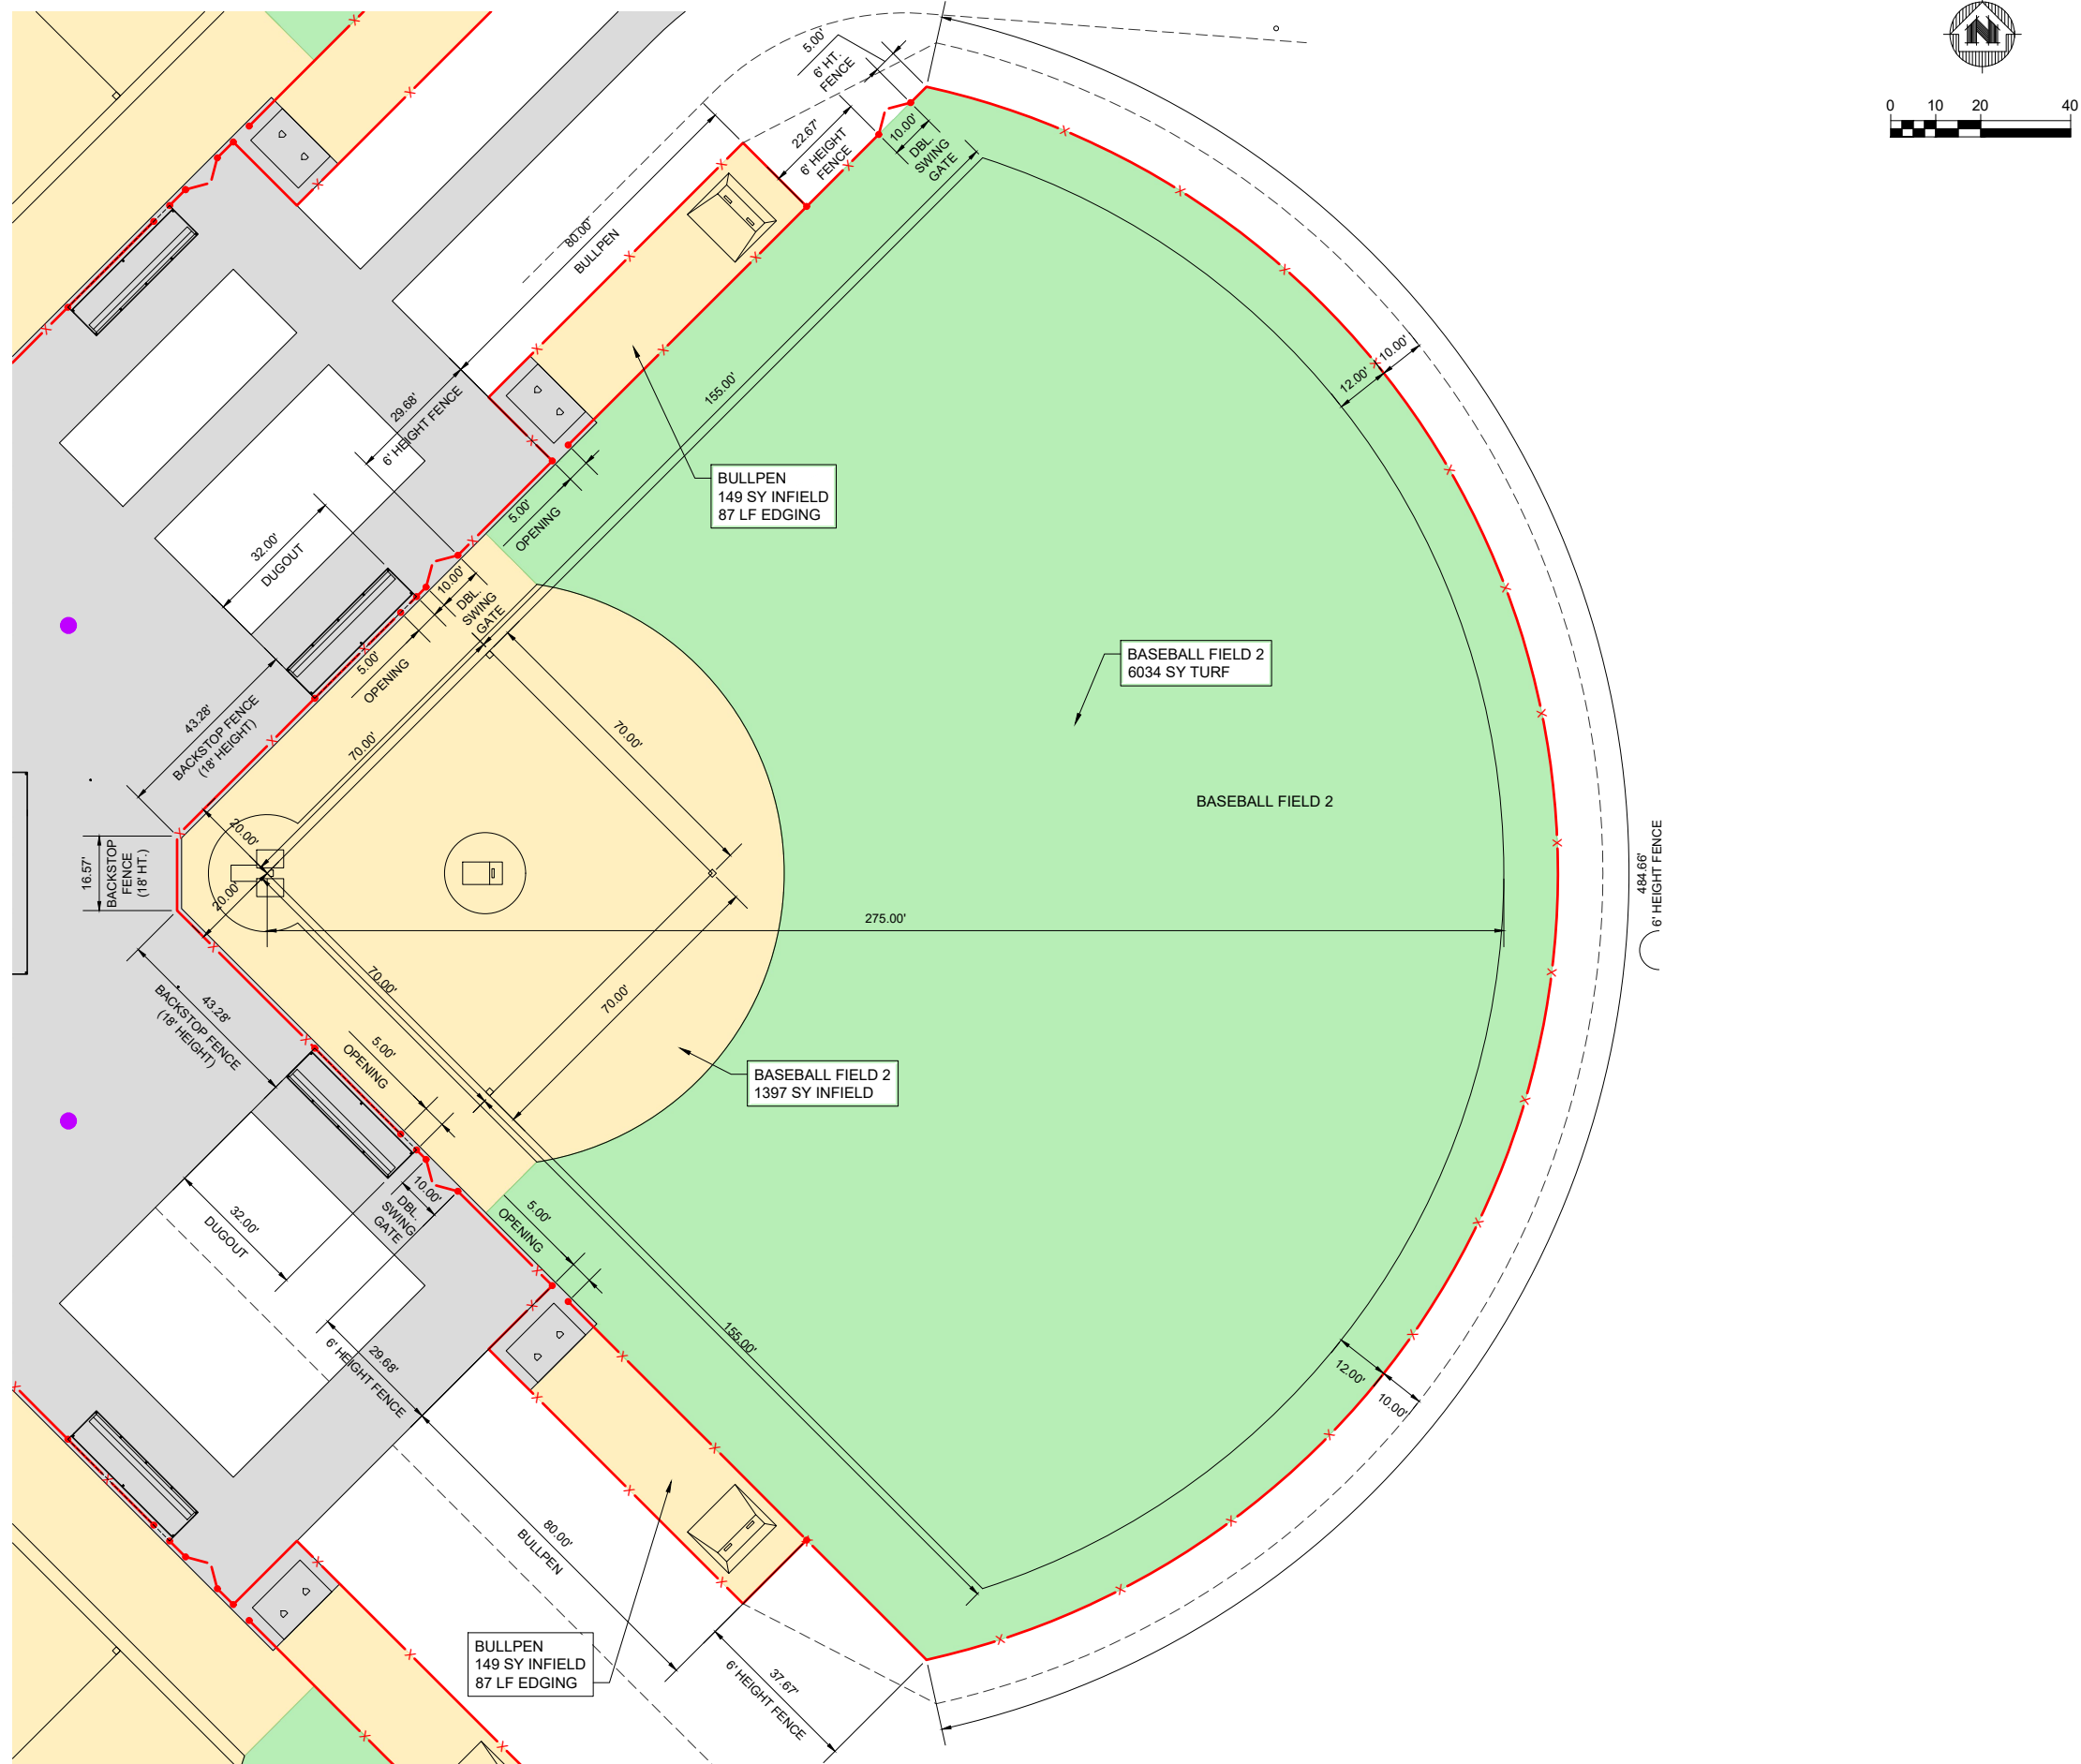 N
0 10 20 40
5.00'
6' HT.
FENCE
22.67'
6' HEIGHT
FENCE
10.00'
DBL.
SWING
GATE
80.00'
BULLPEN
155.00'
12.00'
10.00'
29.68'
6' HEIGHT FENCE
BULLPEN
149 SY INFIELD
87 LF EDGING
5.00'
OPENING
32.00'
DUGOUT
10.00'
DBL.
SWING
GATE
5.00'
OPENING
BASEBALL FIELD 2
6034 SY TURF
43.28'
BACKSTOP FENCE
(18' HEIGHT)
70.00'
70.00'
BASEBALL FIELD 2
20.00'
16.57'
BACKSTOP
FENCE
(18' HT.)
20.00'
275.00'
484.66'
6' HEIGHT FENCE
43.28'
BACKSTOP FENCE
(18' HEIGHT)
70.00'
70.00'
5.00'
OPENING
BASEBALL FIELD 2
1397 SY INFIELD
10.00'
DBL.
SWING
GATE
5.00'
OPENING
32.00'
DUGOUT
29.68'
6' HEIGHT FENCE
155.00'
12.00'
10.00'
80.00'
BULLPEN
BULLPEN
149 SY INFIELD
87 LF EDGING
37.67'
6' HEIGHT FENCE